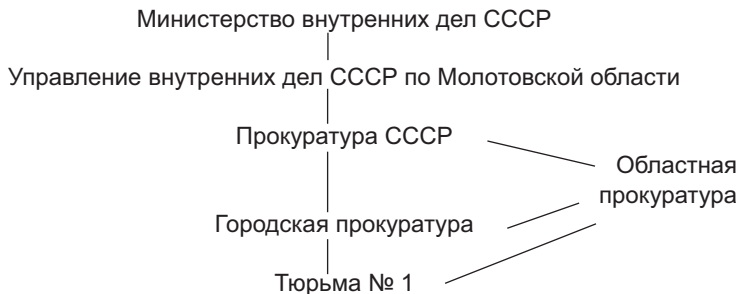 Министерство внутренних дел СССР
Управление внутренних дел СССР по Молотовской области
Прокуратура СССР
Областная
прокуратура
Городская прокуратура
Тюрьма № 1